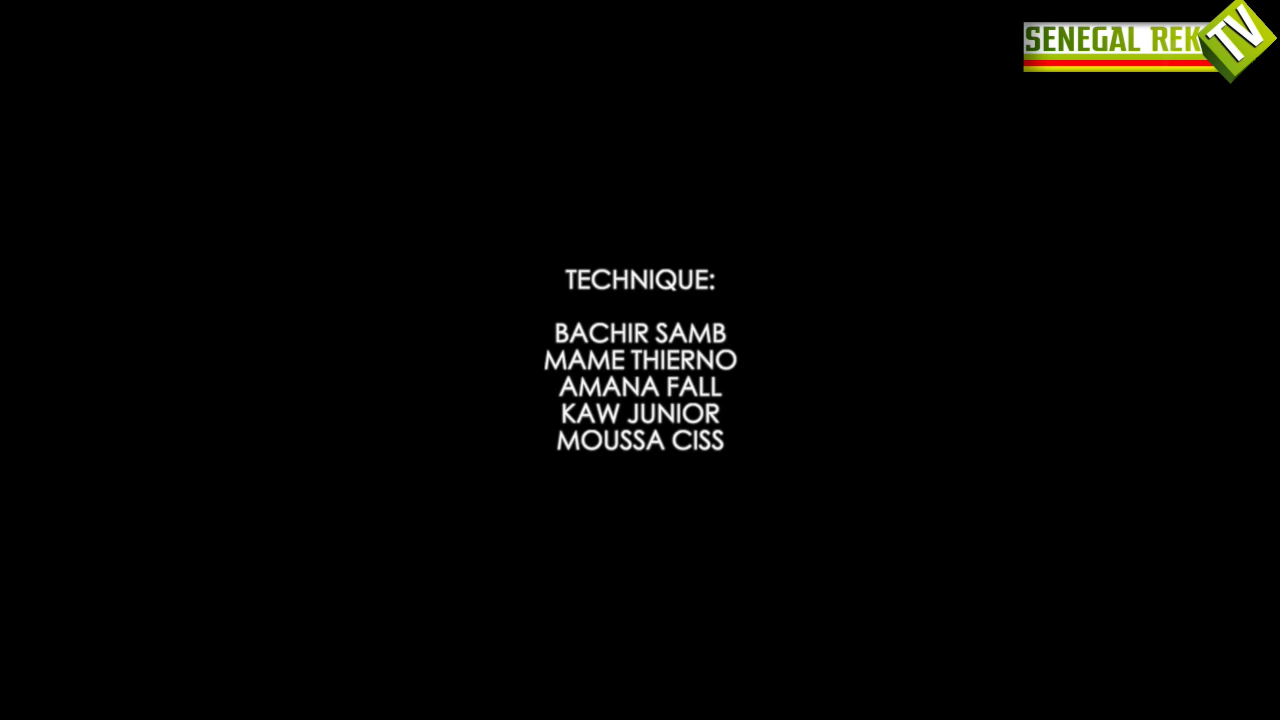 SENEGAL REK TV
TECHNIQUE:
BACHIR SAMB
MAME THIERNO
AMANA FALL
KAW JUNIOR
MOUSSA CISS